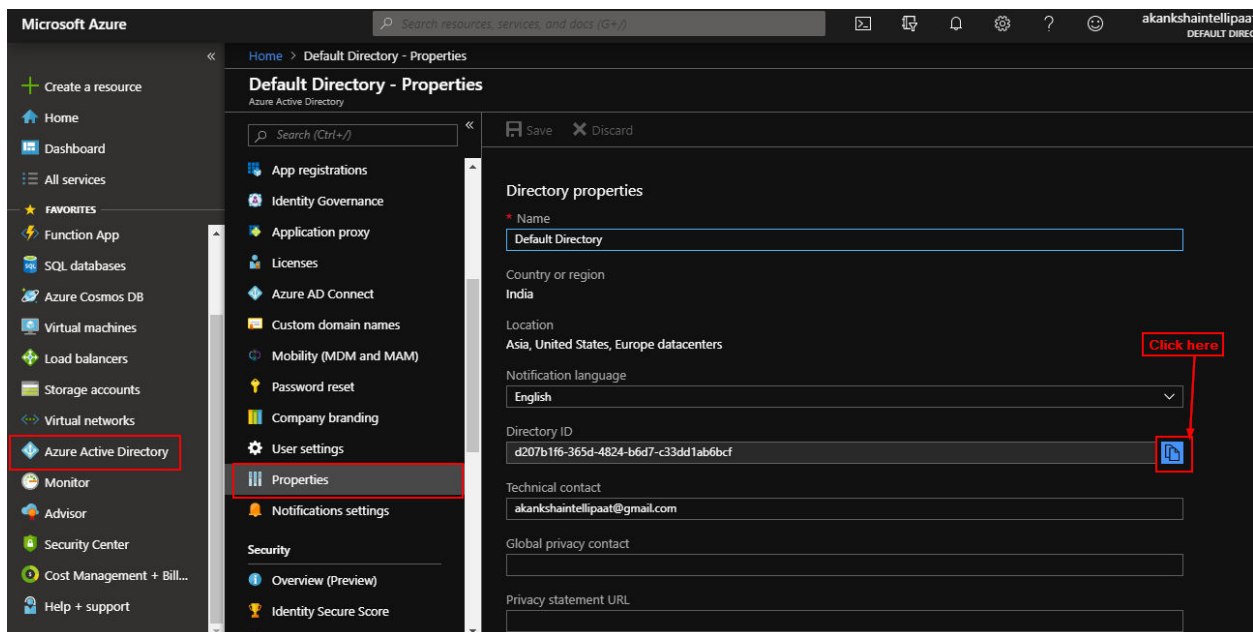 Microsoft Azure
Search resources, services, and docs (G+/)
akankshaintellipaat
DEFAULT DIREC
Create a resource
Home
Dashboard
All services
FAVORITES
Function App
SQL databases
Azure Cosmos DB
Virtual machines
Load balancers
Storage accounts
Virtual networks
Azure Active Directory
Monitor
Advisor
Security Center
Cost Management + Bill...
Help + support
Home > Default Directory - Properties
Default Directory - Properties
Azure Active Directory
Search (Ctrl+/)
App registrations
Identity Governance
Application proxy
Licenses
Azure AD Connect
Custom domain names
Mobility (MDM and MAM)
Password reset
Company branding
User settings
Properties
Notifications settings
Security
Overview (Preview)
Identity Secure Score
Save Discard
Directory properties
* Name
Default Directory
Country or region
India
Location
Asia, United States, Europe datacenters
Click here
Notification language
English
Directory ID
d207b1f6-365d-4824-b6d7-c33dd1ab6bcf
Technical contact
akankshaintellipaat@gmail.com
Global privacy contact
Privacy statement URL